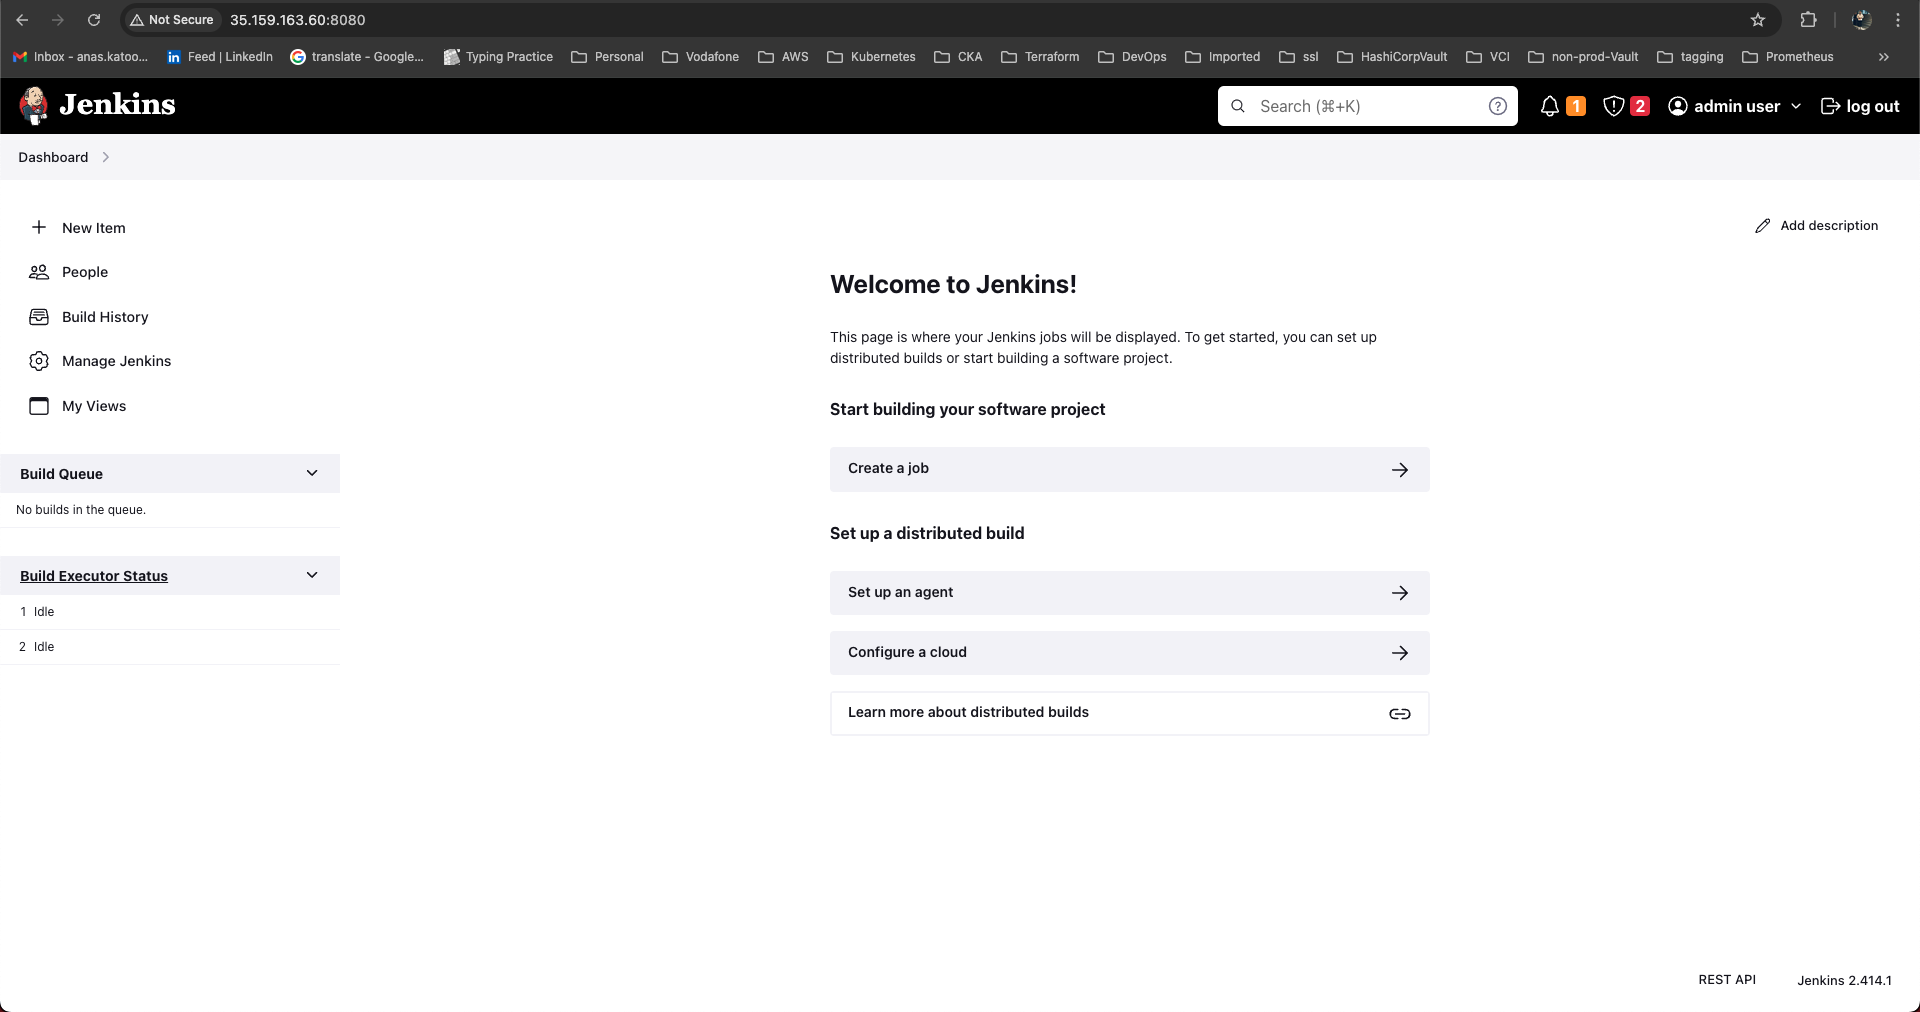 Not Secure 35.159.163.60:8080
Inbox - anas.katoo... Feed | LinkedIn translate - Google... Typing Practice Personal Vodafone AWS Kubernetes CKA Terraform DevOps Imported ssl HashiCorpVault VCI non-prod-Vault tagging Prometheus »
Jenkins Search (⌘+K) ? 1 2 admin user log out
Dashboard
New Item
Add description
People
Build History
Manage Jenkins
My Views
Build Queue
No builds in the queue.
Build Executor Status
1 Idle
2 Idle
Welcome to Jenkins!
This page is where your Jenkins jobs will be displayed. To get started, you can set up
distributed builds or start building a software project.
Start building your software project
Create a job
Set up a distributed build
Set up an agent
Configure a cloud
Learn more about distributed builds
REST API Jenkins 2.414.1